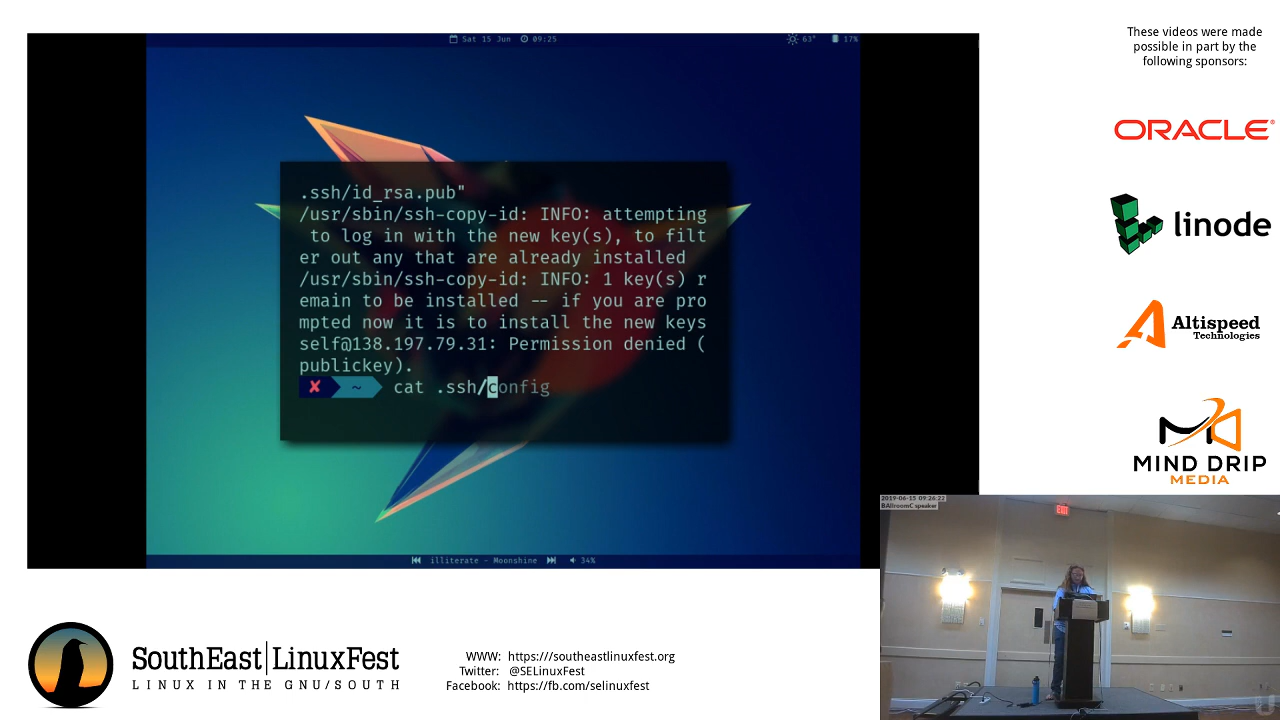 Sat 15 Jun 09:25
63° 17%
.ssh/id_rsa.pub"
/usr/sbin/ssh-copy-id: INFO: attempting
to log in with the new key(s), to filt
er out any that are already installed
/usr/sbin/ssh-copy-id: INFO: 1 key(s) r
emain to be installed -- if you are pro
mpted now it is to install the new keys
self@138.197.79.31: Permission denied (
publickey).
✘ ~ cat .ssh/config
illiterate - Moonshine 34%
These videos were made
possible in part by the
following sponsors:
ORACLE®
linode
Altispeed
Technologies
MIND DRIP
MEDIA
2019-06-15 09:26:22
BAllroomC speaker
EXIT
SouthEast LinuxFest
LINUX IN THE GNU/SOUTH
WWW: https:///southeastlinuxfest.org
Twitter: @SELinuxFest
Facebook: https://fb.com/selinuxfest